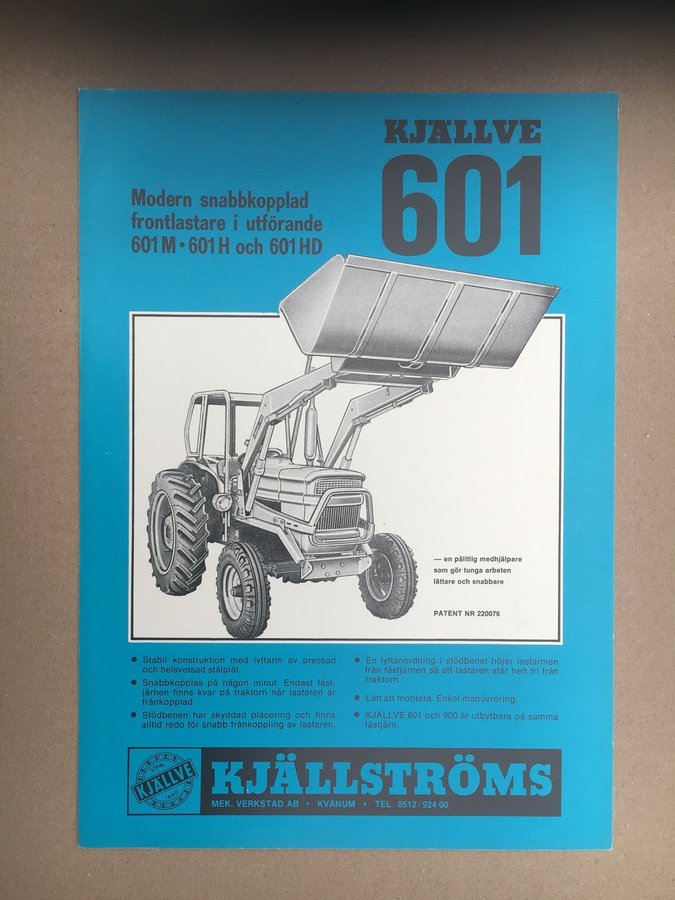 KJÄLLVE
601
Modern snabbkopplad
frontlastare i utförande
601 M • 601 H och 601 HD
— en pålitlig medhjälpare
som gör tunga arbeten
lättare och snabbare
PATENT NR 220076
● Stabil konstruktion med lyftarm av pressad
och helsvetsad stålplåt.
● Snabbkopplas på någon minut. Endast fäst-
järnen finns kvar på traktorn när lastaren är
frånkopplad.
● Stödbenen har skyddad placering och finns
alltid redo för snabb frånkoppling av lastaren.
● En lyftanordning i stödbenet höjer lastarmen
från fästjärnen så att lastaren står helt fri från
traktorn.
● Lätt att montera. Enkel manövrering.
● KJÄLLVE 601 och 900 är utbytbara på samma
fästjärn.
ETABL.
KJÄLLVE
1890
KJÄLLSTRÖMS
MEK. VERKSTAD AB • KVÄNUM • TEL. 0512/924 00